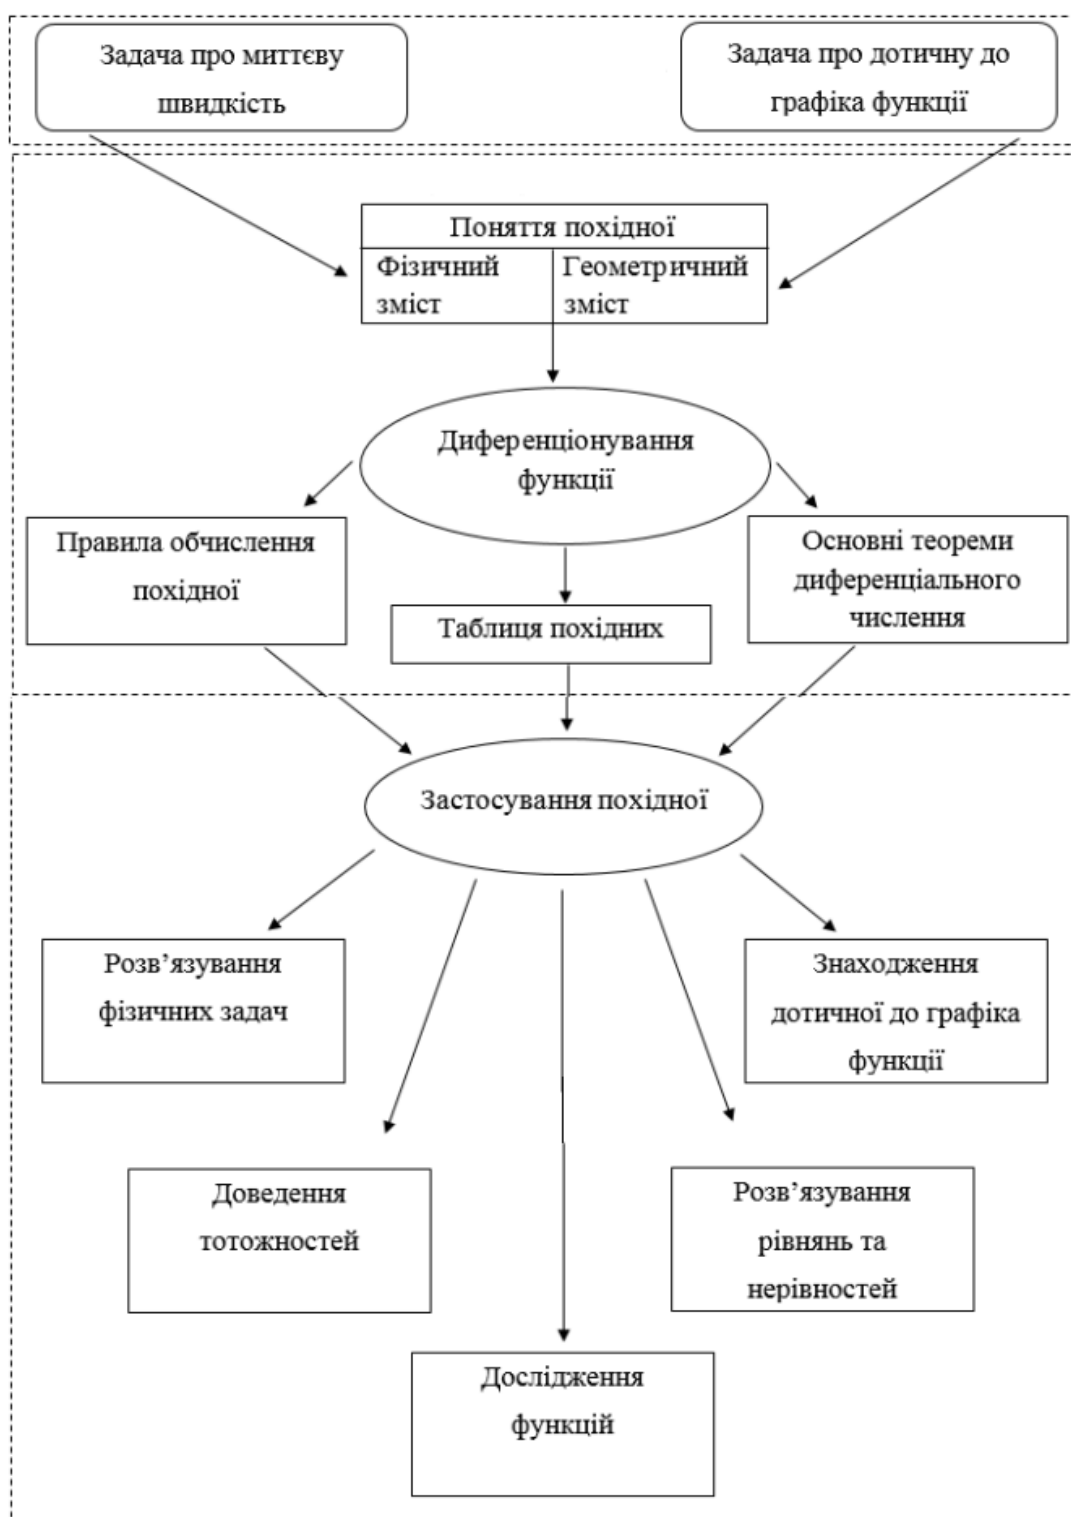 Задача про миттєву
швидкість
Задача про дотичну до
графіка функції
Поняття похідної
Фізичний
зміст
Геометричний
зміст
Диференціонування
функції
Правила обчислення
похідної
Таблиця похідних
Основні теореми
диференціального
числення
Застосування похідної
Розв’язування
фізичних задач
Знаходження
дотичної до графіка
функції
Доведення
тотожностей
Розв’язування
рівнянь та
нерівностей
Дослідження
функцій